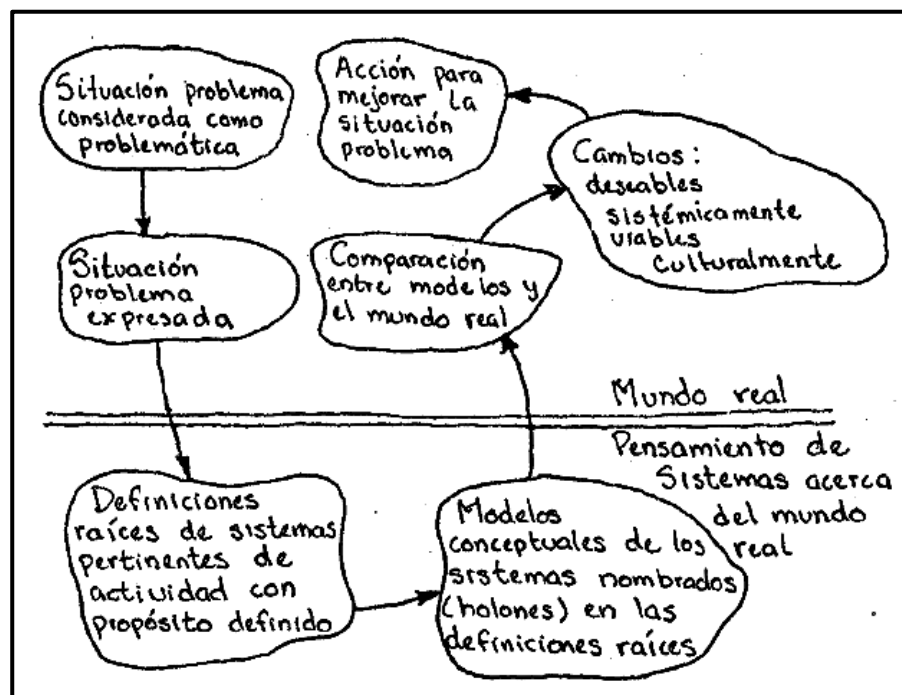 Situación problema
considerada como
problemática
Situación
problema
expresada
Definiciones
raíces de sistemas
pertinentes de
actividad con
propósito definido
Modelos
conceptuales de los
sistemas nombrados
(holones) en las
definiciones raíces
Comparación
entre modelos y
el mundo real
Cambios:
deseables
sistémicamente
viables
culturalmente
Acción para
mejorar la
situación
problema
Mundo real
Pensamiento de
Sistemas acerca
del mundo
real